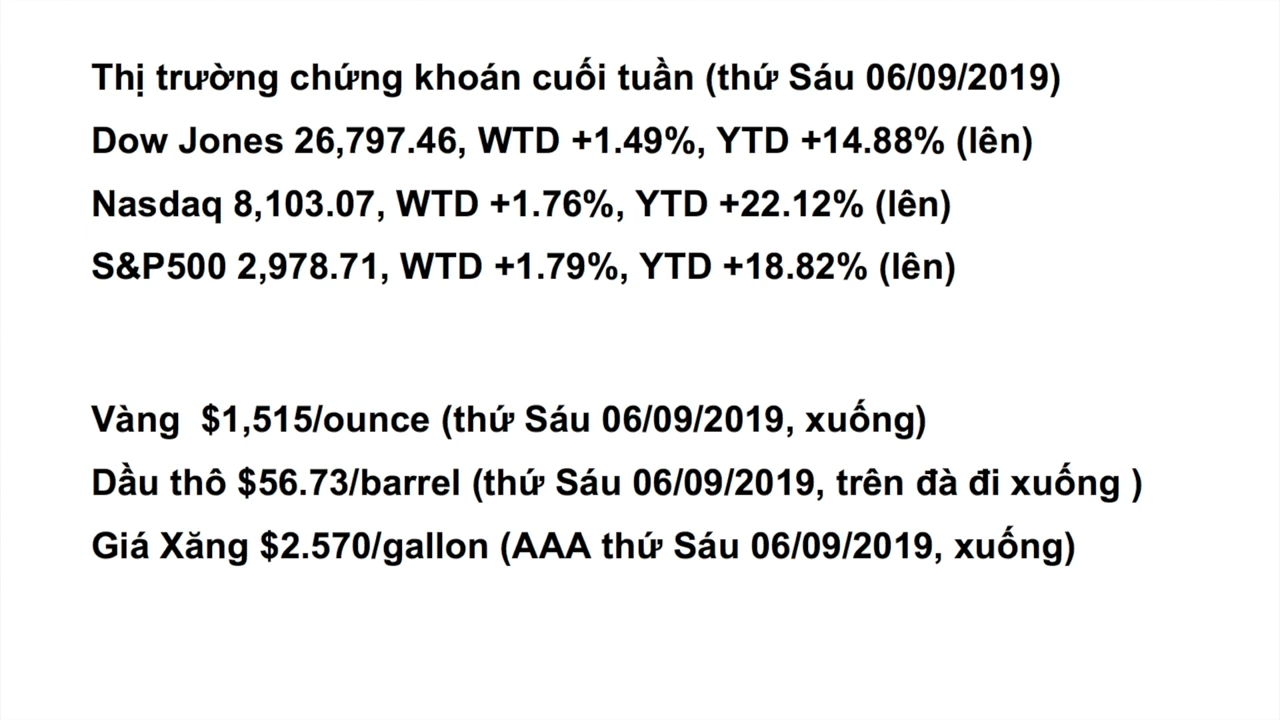 Thị trường chứng khoán cuối tuần (thứ Sáu 06/09/2019)
Dow Jones 26,797.46, WTD +1.49%, YTD +14.88% (lên)
Nasdaq 8,103.07, WTD +1.76%, YTD +22.12% (lên)
S&P500 2,978.71, WTD +1.79%, YTD +18.82% (lên)
Vàng  $1,515/ounce (thứ Sáu 06/09/2019, xuống)
Dầu thô $56.73/barrel (thứ Sáu 06/09/2019, trên đà đi xuống )
Giá Xăng $2.570/gallon (AAA thứ Sáu 06/09/2019, xuống)